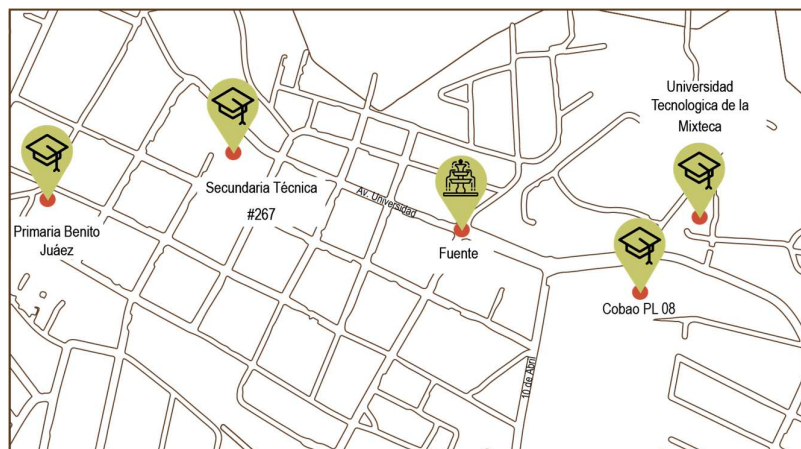 Universidad
Tecnologica de la
Mixteca
Secundaria Técnica
#267
Av. Universidad
Primaria Benito
Juáez
Fuente
Cobao PL 08
10 de Abril